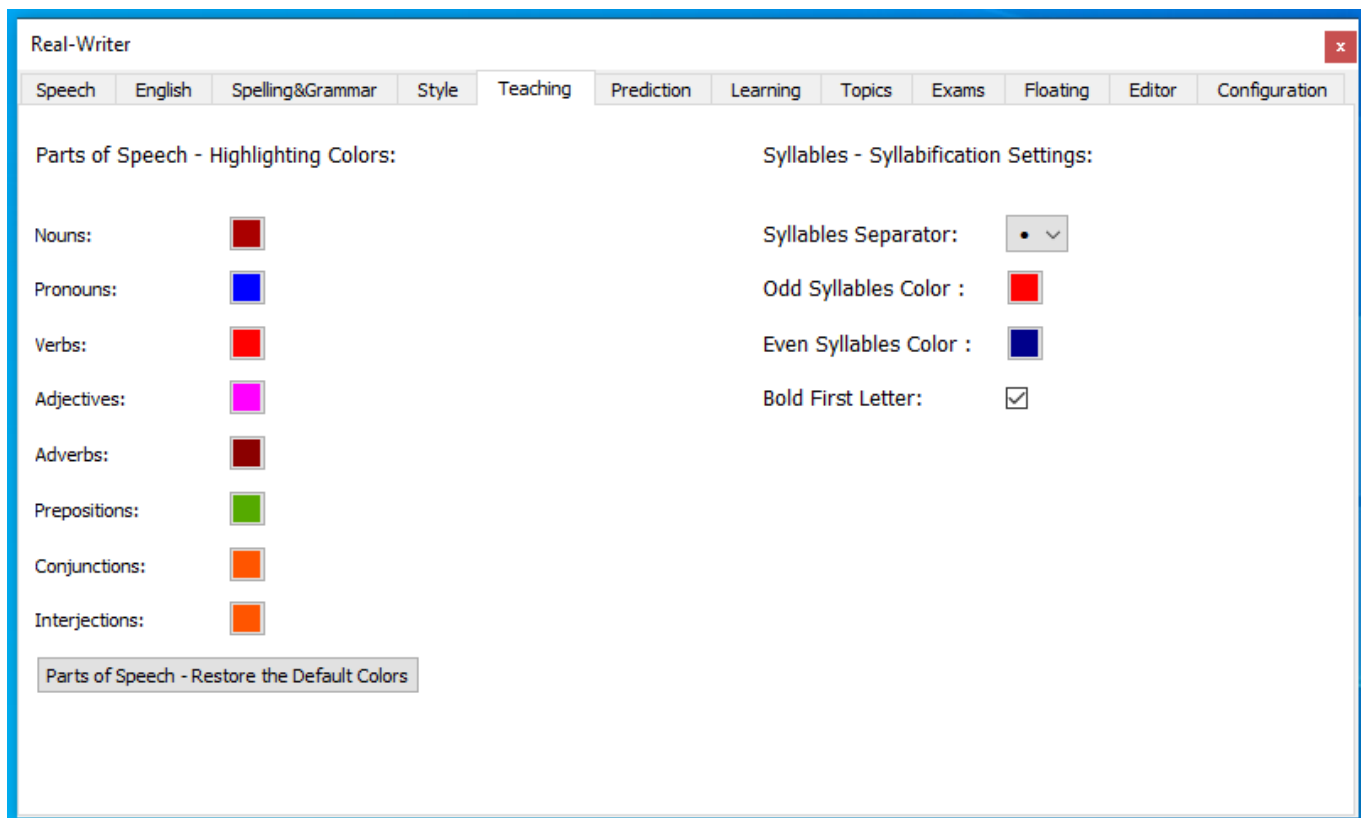 Real-Writer
x
Speech English Spelling&Grammar Style Teaching Prediction Learning Topics Exams Floating Editor Configuration
Parts of Speech - Highlighting Colors:
Nouns:
Pronouns:
Verbs:
Adjectives:
Adverbs:
Prepositions:
Conjunctions:
Interjections:
Parts of Speech - Restore the Default Colors
Syllables - Syllabification Settings:
Syllables Separator: •
Odd Syllables Color :
Even Syllables Color :
Bold First Letter: